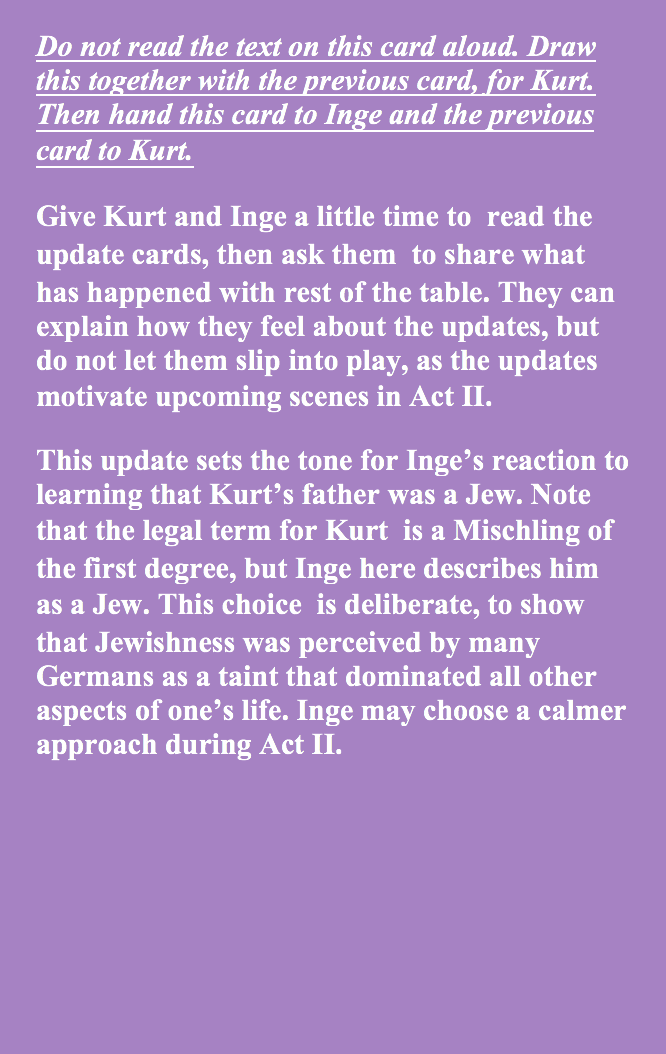 Do not read the text on this card aloud. Draw
this together with the previous card, for Kurt.
Then hand this card to Inge and the previous
card to Kurt.
Give Kurt and Inge a little time to  read the
update cards, then ask them  to share what
has happened with rest of the table. They can
explain how they feel about the updates, but
do not let them slip into play, as the updates
motivate upcoming scenes in Act II.
This update sets the tone for Inge’s reaction to
learning that Kurt’s father was a Jew. Note
that the legal term for Kurt  is a Mischling of
the first degree, but Inge here describes him
as a Jew. This choice  is deliberate, to show
that Jewishness was perceived by many
Germans as a taint that dominated all other
aspects of one’s life. Inge may choose a calmer
approach during Act II.